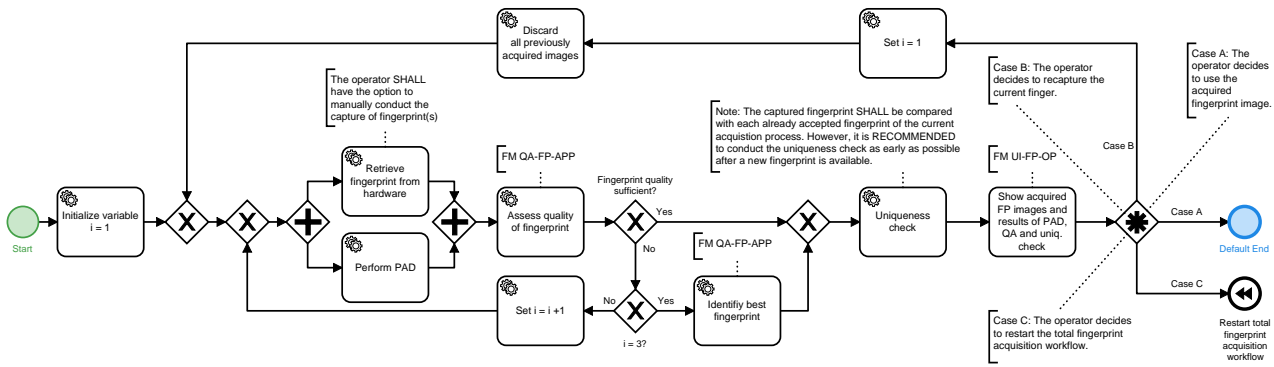 Discard
all previously
acquired images
Set i = 1
Case A: The
operator decides
to use the
acquired
fingerprint image.
Case B: The operator
decides to recapture the
current finger.
The operator SHALL
have the option to
manually conduct the
capture of fingerprint(s)
Note: The captured fingerprint SHALL be compared
with each already accepted fingerprint of the current
acquistion process. However, it is RECOMMENDED
to conduct the uniqueness check as early as possible
after a new fingerprint is available.
Case B
FM QA-FP-APP
FM UI-FP-OP
Retrieve
fingerprint from
hardware
Fingerprint quality
sufficient?
Initialize variable
i = 1
Assess quality
of fingerprint
Yes
Uniqueness
check
Show acquired
FP images and
results of PAD,
QA and uniq.
check
Case A
Start
Default End
No
FM QA-FP-APP
Perform PAD
Case C
Set i = i +1
No
Yes
Identifiy best
fingerprint
i = 3?
Case C: The operator decides
to restart the total fingerprint
acquisition workflow.
Restart total
fingerprint
acquisition
workflow